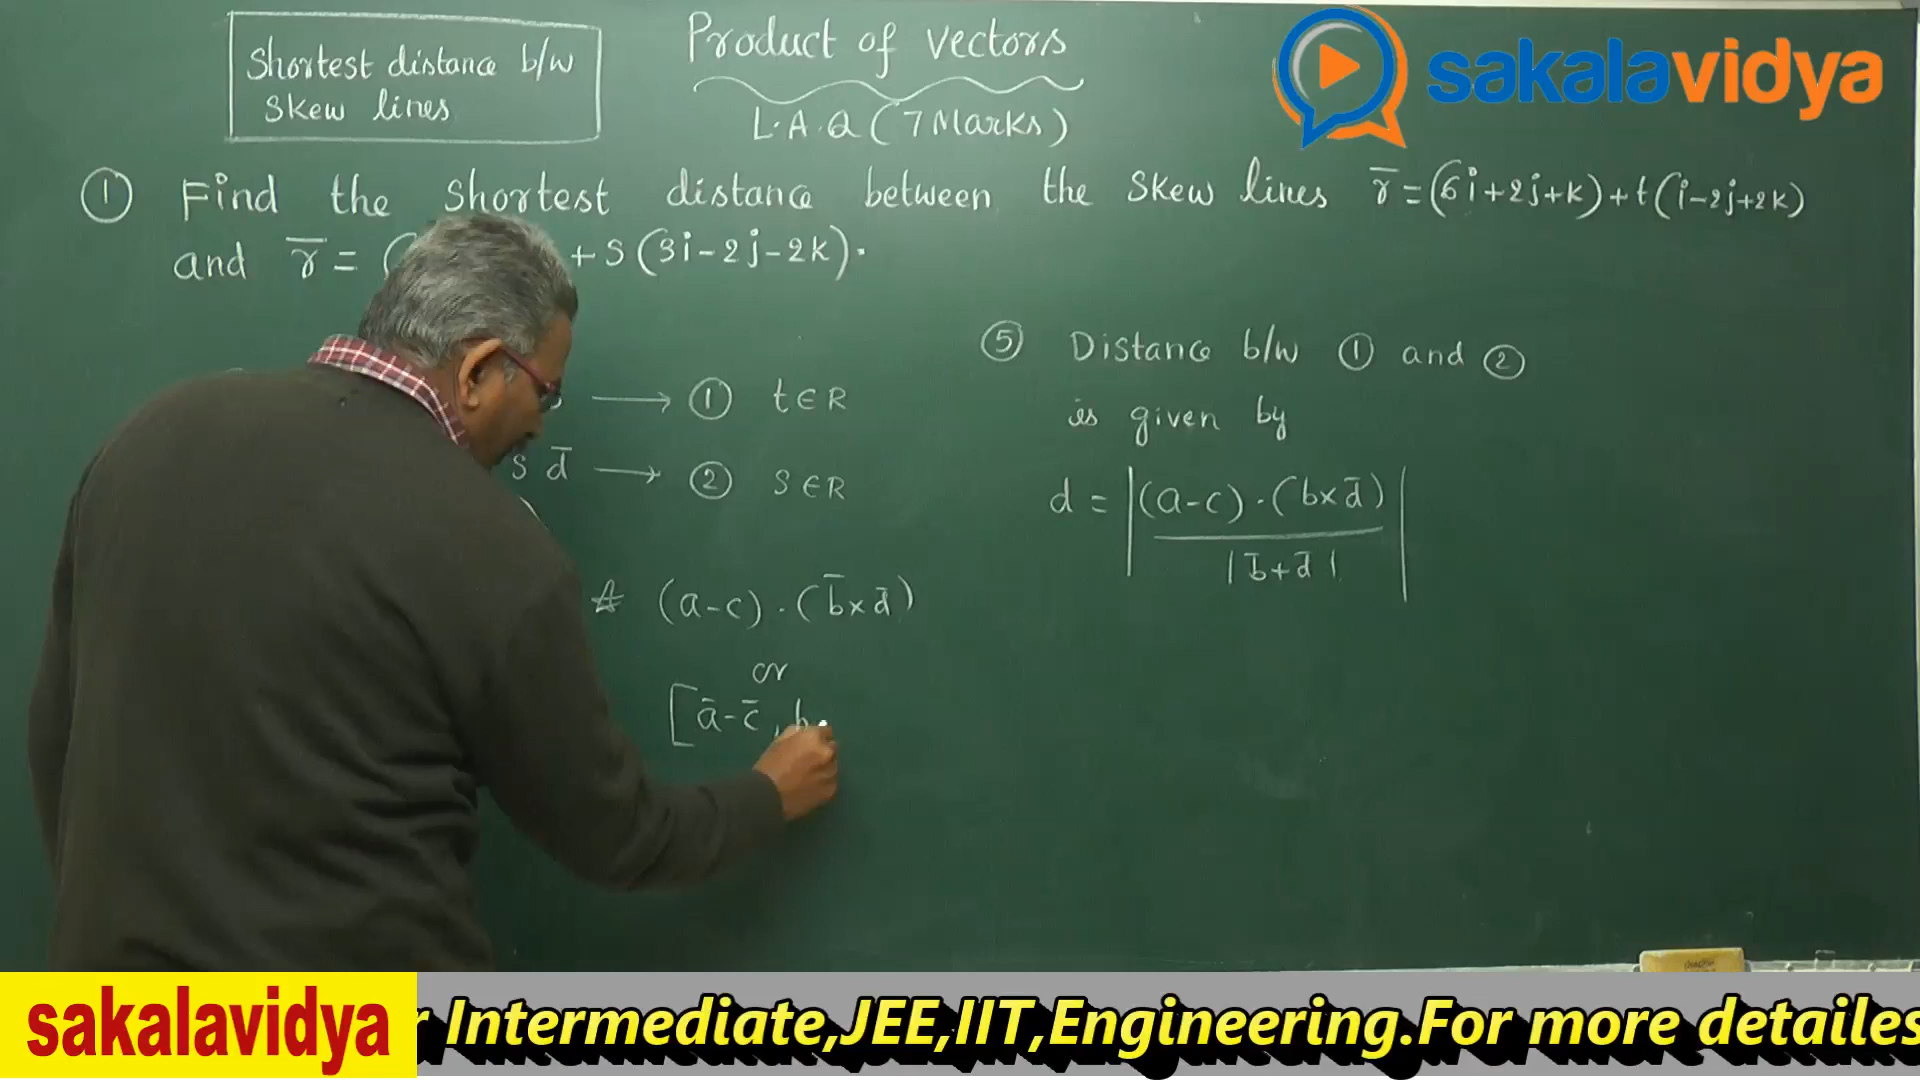 Shortest distance b/w
Skew lines
Product of vectors
L.A.Q (7 Marks)
sakalavidya
① Find the shortest distance between the skew lines r̅ = (6i+2j+k)+t(i-2j+2k)
and r̅ = ( +S(3i-2j-2k).
⟶ ① t∈R
S d̅ ⟶ ② S∈R
(a-c).(b̅×d̅)
or
[a̅-c̅, b
⑤ Distance b/w ① and ②
is given by
d = |(a-c).(b×d̅)|
|b̅+d̅|
sakalavidya
r Intermediate,JEE,IIT,Engineering.For more detailes